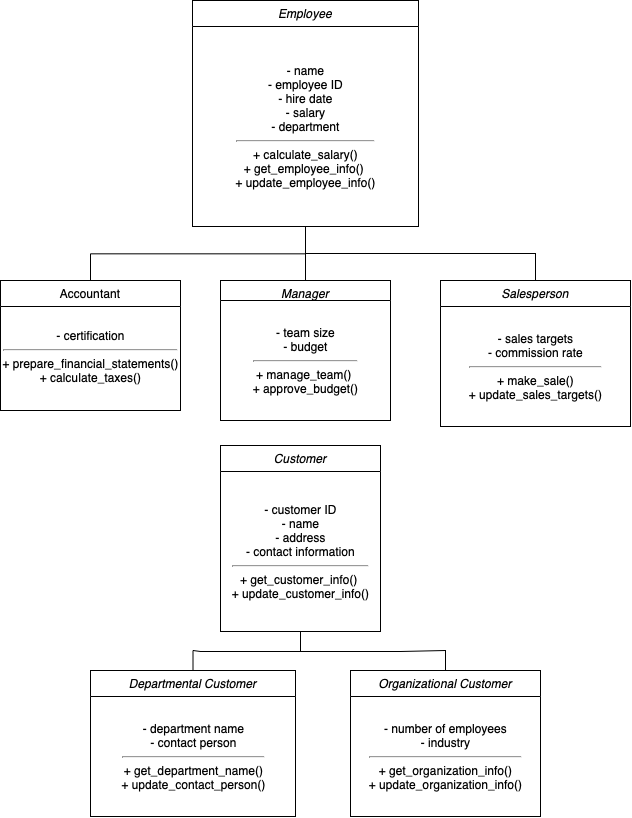 Employee
- name
- employee ID
- hire date
- salary
- department
+ calculate_salary()
+ get_employee_info()
+ update_employee_info()
Accountant
- certification
+ prepare_financial_statements()
+ calculate_taxes()
Manager
- team size
- budget
+ manage_team()
+ approve_budget()
Salesperson
- sales targets
- commission rate
+ make_sale()
+ update_sales_targets()
Customer
- customer ID
- name
- address
- contact information
+ get_customer_info()
+ update_customer_info()
Departmental Customer
- department name
- contact person
+ get_department_name()
+ update_contact_person()
Organizational Customer
- number of employees
- industry
+ get_organization_info()
+ update_organization_info()